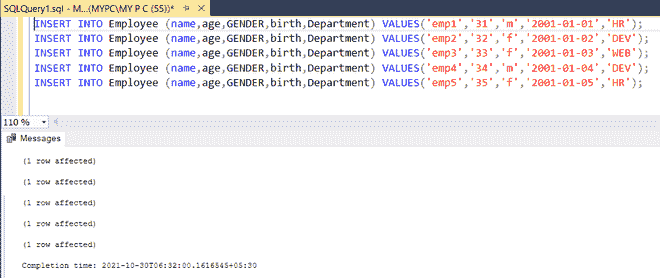 SQLQuery1.sql - M...(MYPC\MY P C (55))*
INSERT INTO Employee (name,age,GENDER,birth,Department) VALUES('emp1','31','m','2001-01-01','HR');
INSERT INTO Employee (name,age,GENDER,birth,Department) VALUES('emp2','32','f','2001-01-02','DEV');
INSERT INTO Employee (name,age,GENDER,birth,Department) VALUES('emp3','33','f','2001-01-03','WEB');
INSERT INTO Employee (name,age,GENDER,birth,Department) VALUES('emp4','34','m','2001-01-04','DEV');
INSERT INTO Employee (name,age,GENDER,birth,Department) VALUES('emp5','35','f','2001-01-05','HR');
110 %
Messages
(1 row affected)
(1 row affected)
(1 row affected)
(1 row affected)
(1 row affected)
Completion time: 2021-10-30T06:32:00.1616545+05:30